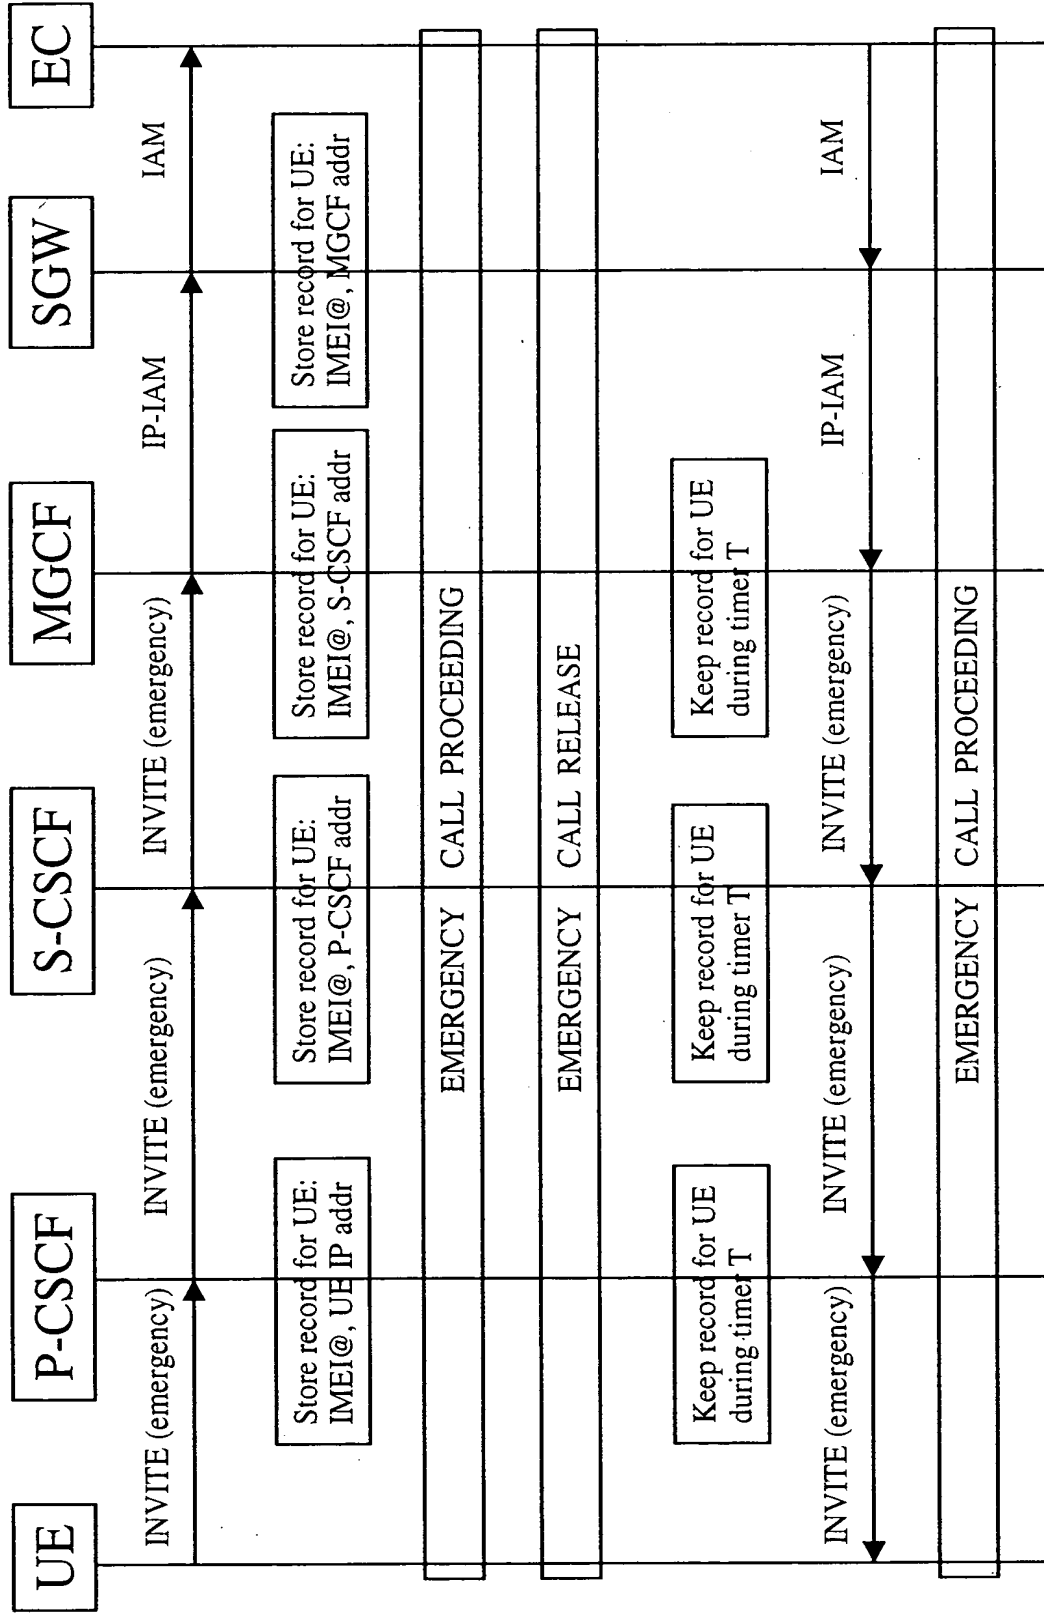 UE
P-CSCF
S-CSCF
MGCF
SGW
EC
INVITE (emergency)
INVITE (emergency)
INVITE (emergency)
IP-IAM
IAM
Store record for UE:
IMEI@, UE IP addr
Store record for UE:
IMEI@, P-CSCF addr
Store record for UE:
IMEI@, S-CSCF addr
Store record for UE:
IMEI@, MGCF addr
EMERGENCY CALL PROCEEDING
EMERGENCY CALL RELEASE
Keep record for UE
during timer T
Keep record for UE
during timer T
Keep record for UE
during timer T
INVITE (emergency)
INVITE (emergency)
INVITE (emergency)
IP-IAM
IAM
EMERGENCY CALL PROCEEDING